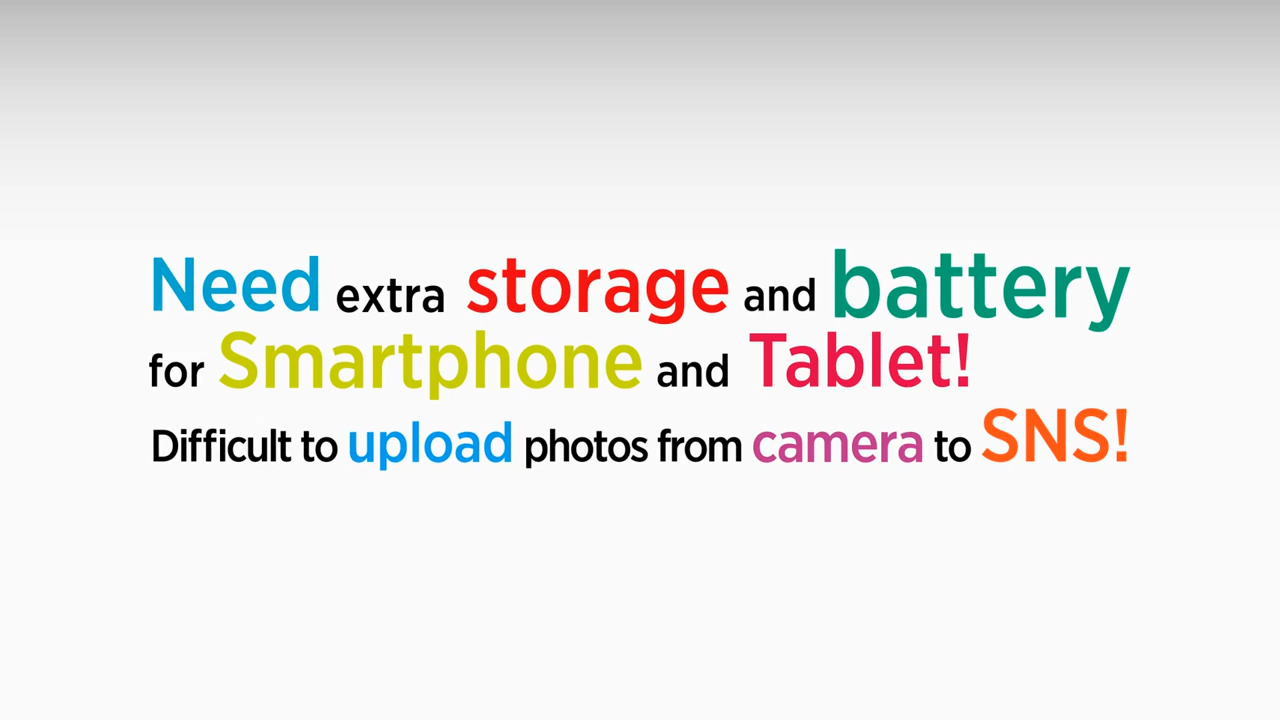 Need extra storage and battery
for Smartphone and Tablet!
Difficult to upload photos from camera to SNS!